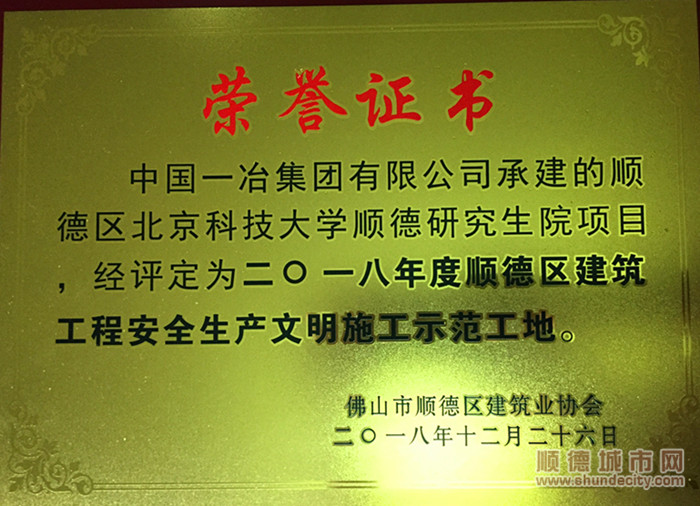 荣誉证书
中国一冶集团有限公司承建的顺
德区北京科技大学顺德研究生院项目
，经评定为二〇一八年度顺德区建筑
工程安全生产文明施工示范工地。
佛山市顺德区建筑业协会
二〇一八年十二月二十六日
顺德城市网
www.shundecity.com